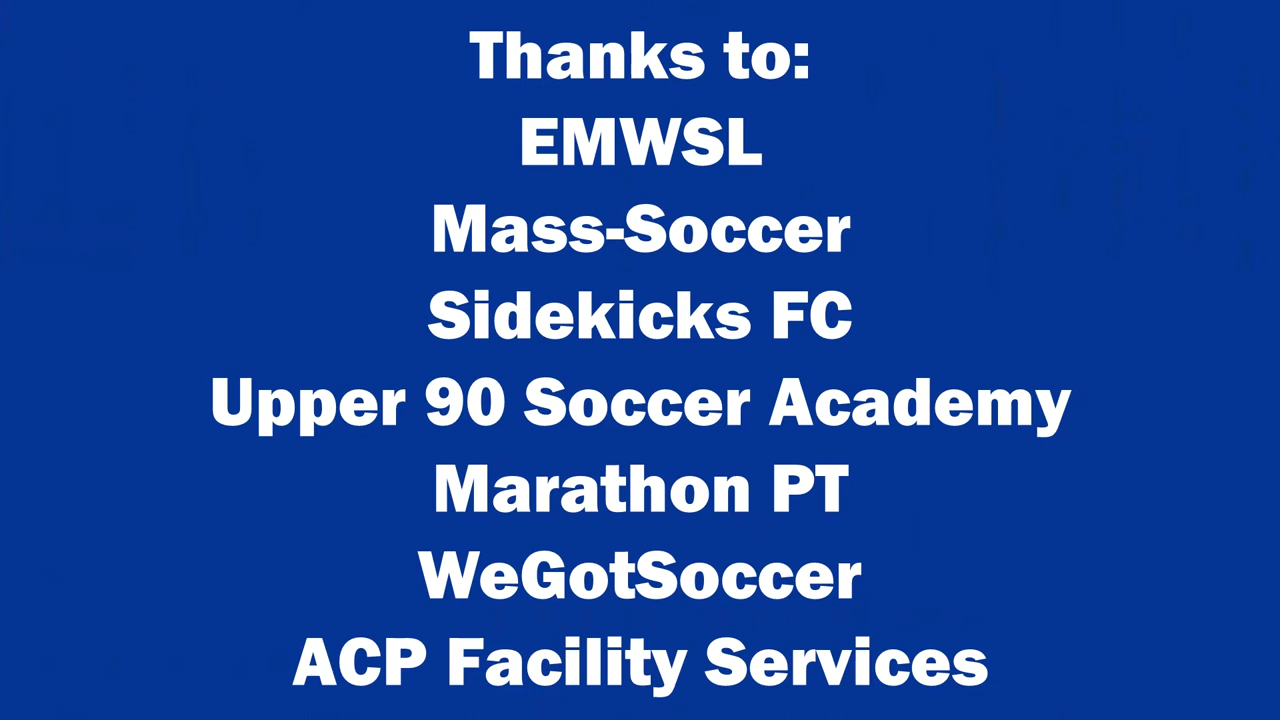 Thanks to:
EMWSL
Mass-Soccer
Sidekicks FC
Upper 90 Soccer Academy
Marathon PT
WeGotSoccer
ACP Facility Services